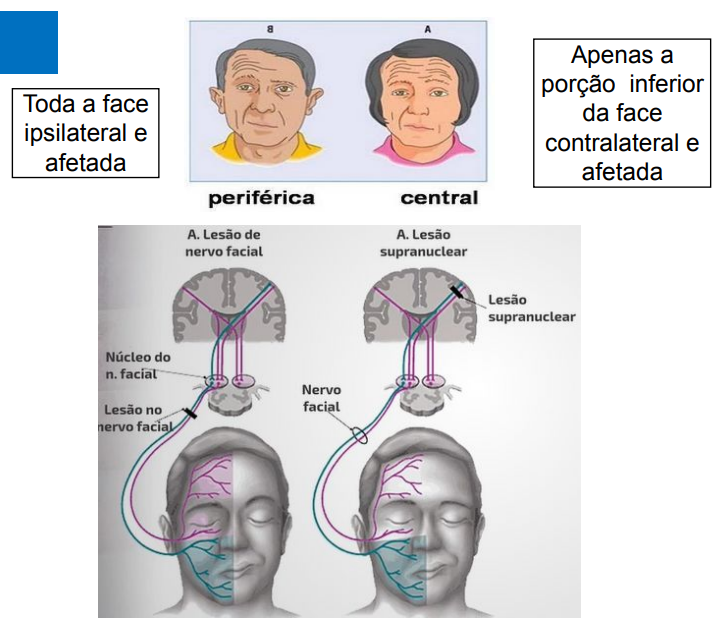 Toda a face
ipsilateral e
afetada
B
A
periférica
central
Apenas a
porção inferior
da face
contralateral e
afetada
A. Lesão de
nervo facial
Núcleo do
n. facial
Lesão no
nervo facial
A. Lesão
supranuclear
Lesão
supranuclear
Nervo
facial